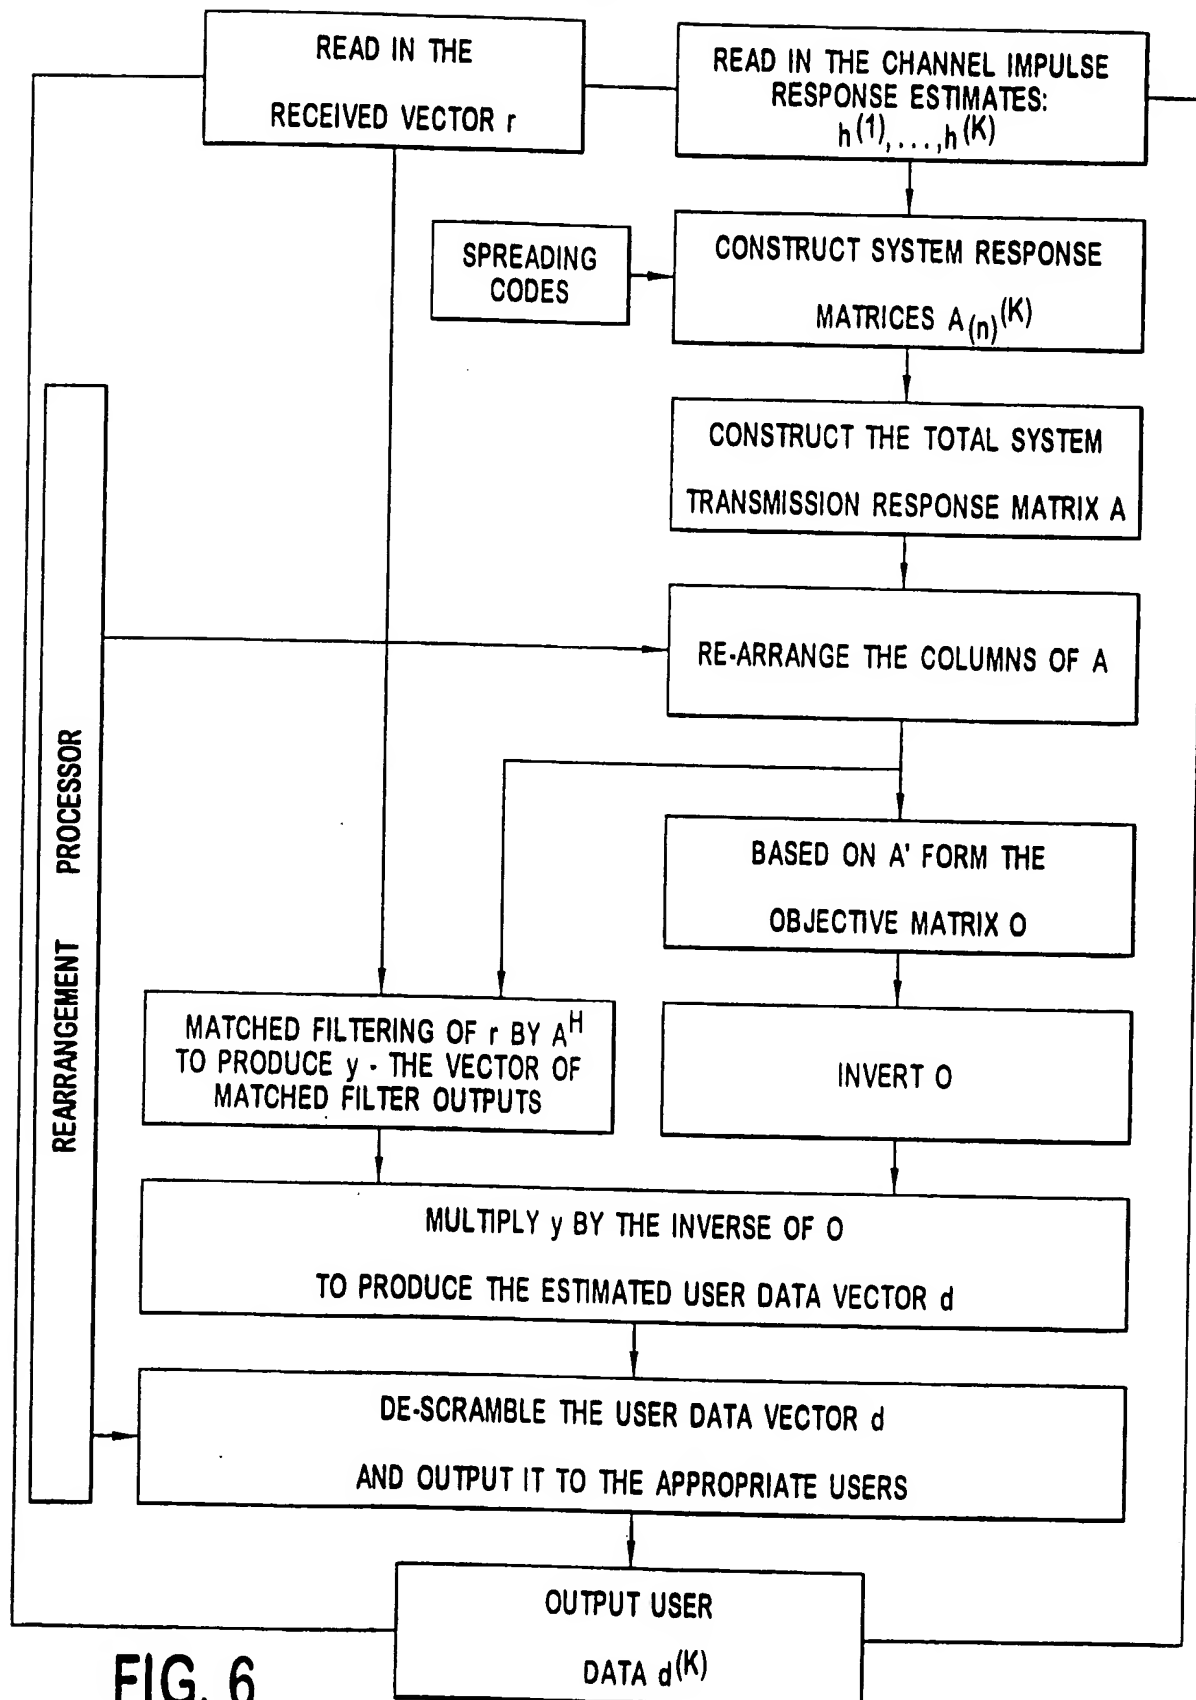 READ IN THE
RECEIVED VECTOR r
READ IN THE CHANNEL IMPULSE
RESPONSE ESTIMATES:
h(1),...,h(K)
SPREADING
CODES
CONSTRUCT SYSTEM RESPONSE
MATRICES A(n)(K)
CONSTRUCT THE TOTAL SYSTEM
TRANSMISSION RESPONSE MATRIX A
RE-ARRANGE THE COLUMNS OF A
REARRANGEMENT PROCESSOR
BASED ON A' FORM THE
OBJECTIVE MATRIX O
MATCHED FILTERING OF r BY AH
TO PRODUCE y - THE VECTOR OF
MATCHED FILTER OUTPUTS
INVERT O
MULTIPLY y BY THE INVERSE OF O
TO PRODUCE THE ESTIMATED USER DATA VECTOR d
DE-SCRAMBLE THE USER DATA VECTOR d
AND OUTPUT IT TO THE APPROPRIATE USERS
OUTPUT USER
DATA d(K)
FIG. 6